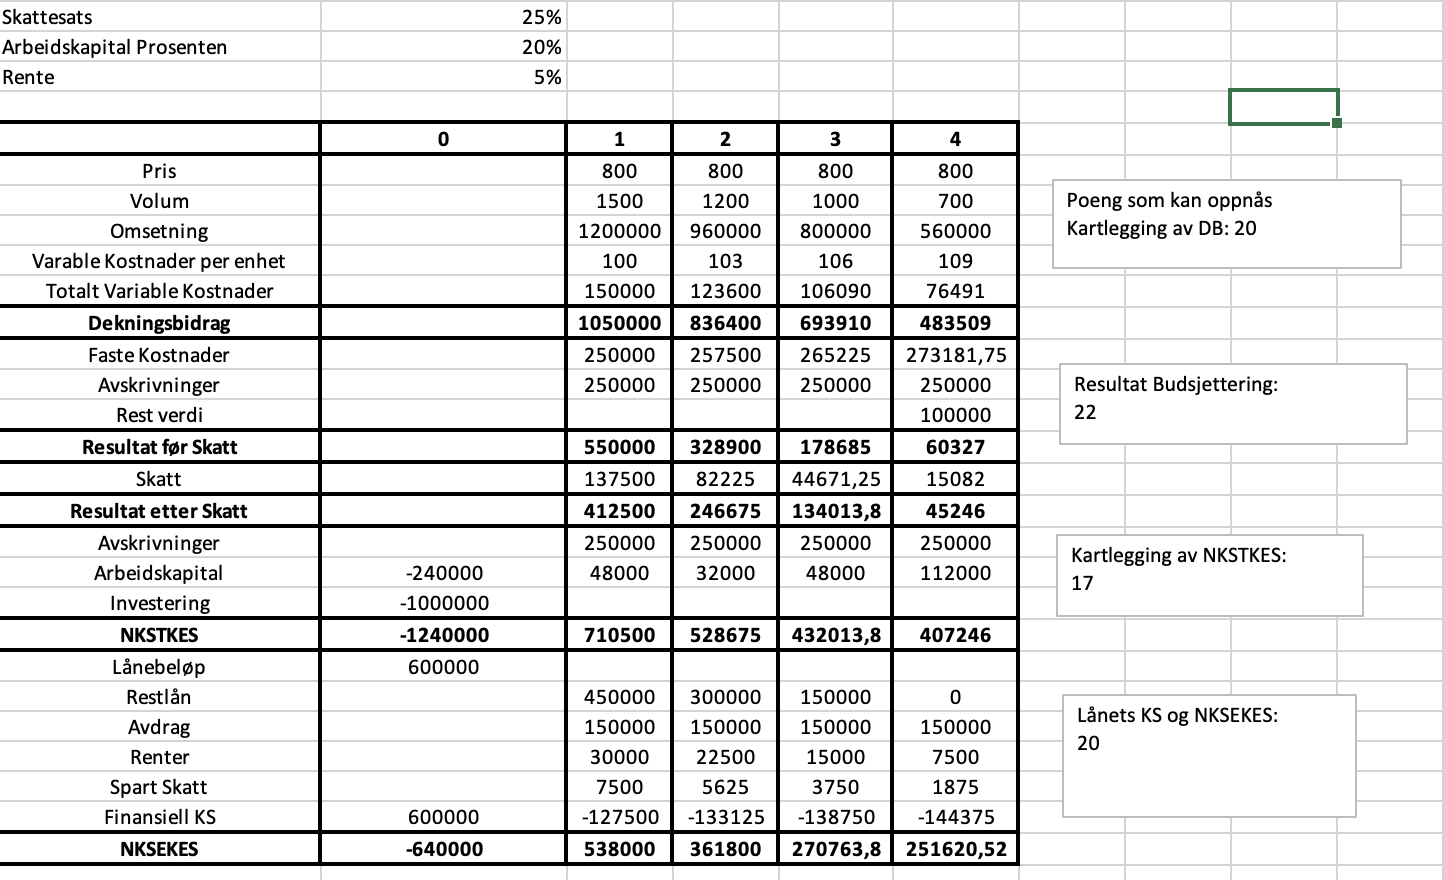 Skattesats 25%
Arbeidskapital Prosenten 20%
Rente 5%
0 1 2 3 4
Pris 800 800 800 800
Volum 1500 1200 1000 700
Omsetning 1200000 960000 800000 560000
Varable Kostnader per enhet 100 103 106 109
Totalt Variable Kostnader 150000 123600 106090 76491
Dekningsbidrag 1050000 836400 693910 483509
Faste Kostnader 250000 257500 265225 273181,75
Avskrivninger 250000 250000 250000 250000
Rest verdi 100000
Resultat før Skatt 550000 328900 178685 60327
Skatt 137500 82225 44671,25 15082
Resultat etter Skatt 412500 246675 134013,8 45246
Avskrivninger 250000 250000 250000 250000
Arbeidskapital -240000 48000 32000 48000 112000
Investering -1000000
NKSTKES -1240000 710500 528675 432013,8 407246
Lånebeløp 600000
Restlån 450000 300000 150000 0
Avdrag 150000 150000 150000 150000
Renter 30000 22500 15000 7500
Spart Skatt 7500 5625 3750 1875
Finansiell KS 600000 -127500 -133125 -138750 -144375
NKSEKES -640000 538000 361800 270763,8 251620,52
Poeng som kan oppnås
Kartlegging av DB: 20
Resultat Budsjettering:
22
Kartlegging av NKSTKES:
17
Lånets KS og NKSEKES:
20